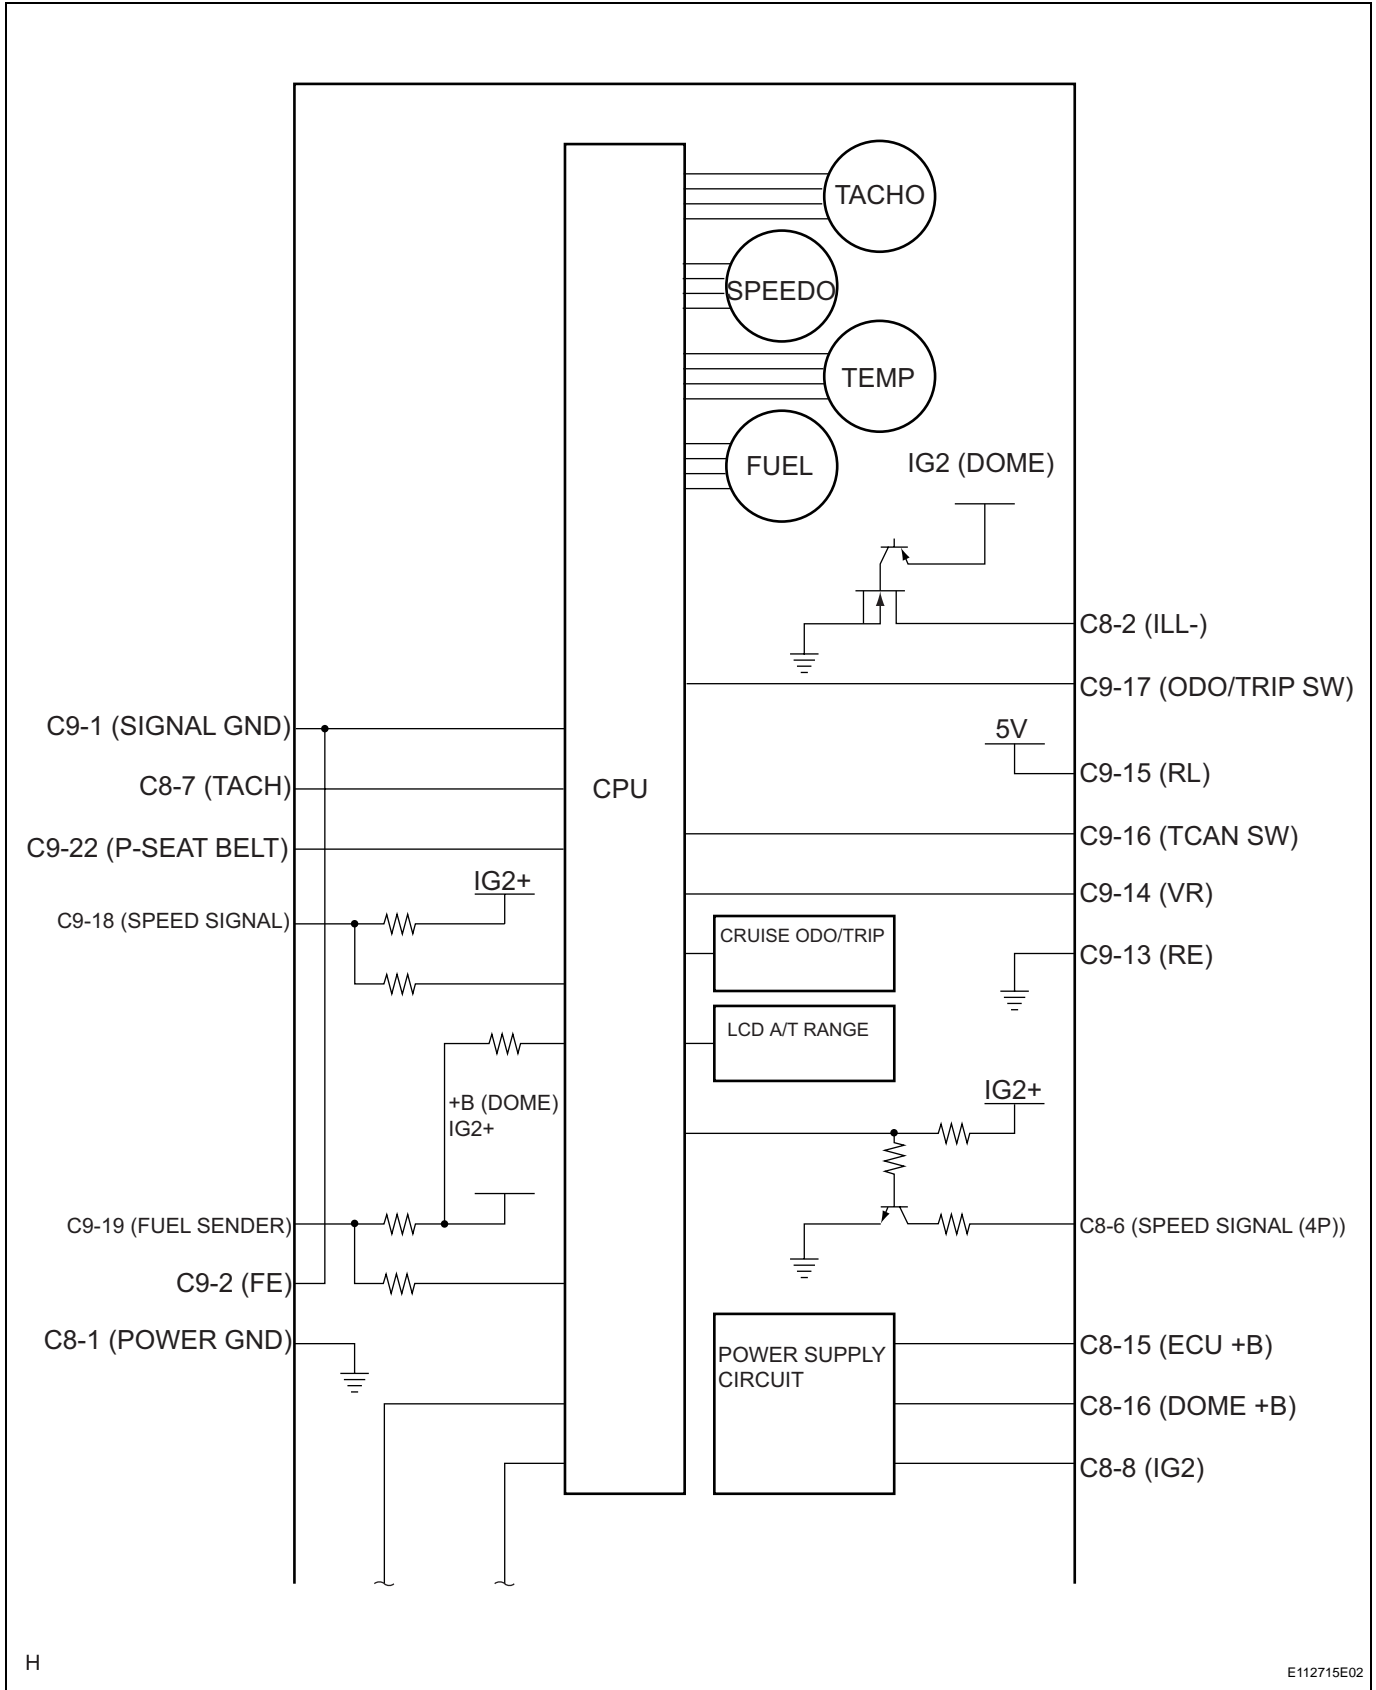 TACHO
SPEEDO
TEMP
FUEL
IG2 (DOME)
C8-2 (ILL-)
C9-17 (ODO/TRIP SW)
C9-1 (SIGNAL GND)
5V
C8-7 (TACH)
CPU
C9-15 (RL)
C9-22 (P-SEAT BELT)
C9-16 (TCAN SW)
IG2+
C9-14 (VR)
C9-18 (SPEED SIGNAL)
CRUISE ODO/TRIP
C9-13 (RE)
LCD A/T RANGE
+B (DOME)
IG2+
IG2+
C9-19 (FUEL SENDER)
C8-6 (SPEED SIGNAL (4P))
C9-2 (FE)
C8-1 (POWER GND)
POWER SUPPLY
CIRCUIT
C8-15 (ECU +B)
C8-16 (DOME +B)
C8-8 (IG2)
H
E112715E02